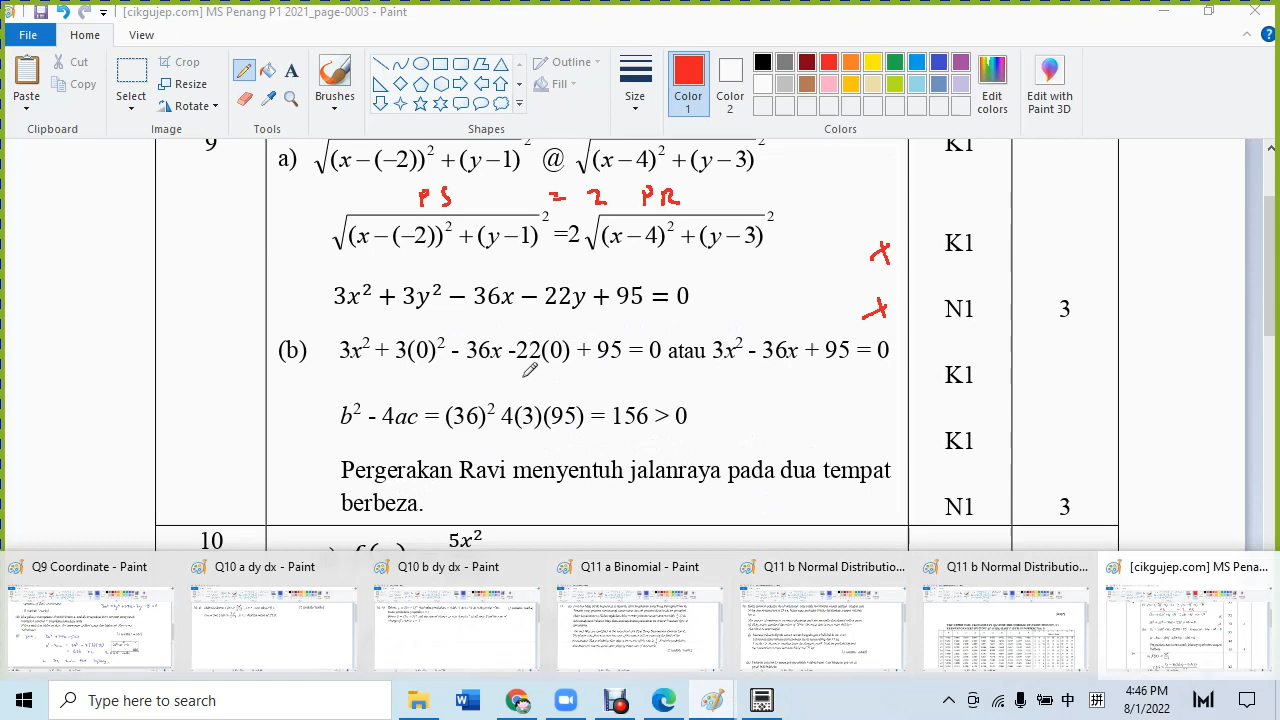 [cikgujep.com] MS Penang P1 2021_page-0003 - Paint
File Home View
Paste Cut Copy Clipboard
Select Crop Resize Rotate Image
Tools
Brushes
Outline Fill Shapes
Size
Color 1 Color 2 Edit colors Colors
Edit with Paint 3D
9
a) √(x−(−2))²+(y−1)² @ √(x−4)²+(y−3)² K1
PS = 2 PR
√(x−(−2))²+(y−1)² =2 √(x−4)²+(y−3)² K1
3x² + 3y² − 36x − 22y + 95 = 0 N1 3
(b) 3x² + 3(0)² - 36x -22(0) + 95 = 0 atau 3x² - 36x + 95 = 0 K1
b² - 4ac = (36)² 4(3)(95) = 156 > 0 K1
Pergerakan Ravi menyentuh jalanraya pada dua tempat
berbeza. N1 3
10 5x²
Q9 Coordinate - Paint
Q10 a dy dx - Paint
Q10 b dy dx - Paint
Q11 a Binomial - Paint
Q11 b Normal Distribution...
Q11 b Normal Distribution...
[cikgujep.com] MS Pena...
Type here to search
中 拼
4:46 PM
8/1/2022